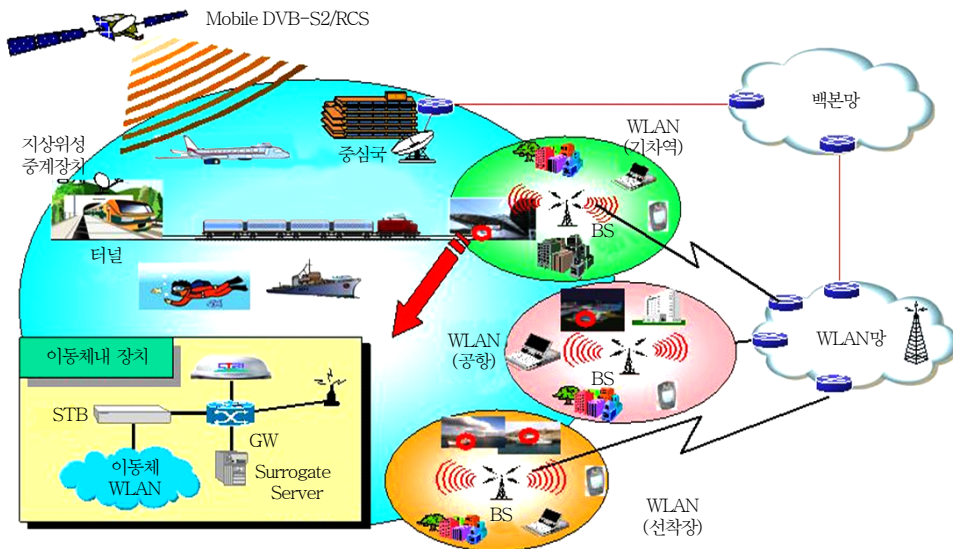 Mobile DVB-S2/RCS
백본망
지상위성
중계장치
중심국
WLAN
(기차역)
BS
터널
WLAN
(공항)
BS
WLAN망
이동체내 장치
STB
GW
이동체
WLAN
Surrogate
Server
BS
WLAN
(선착장)